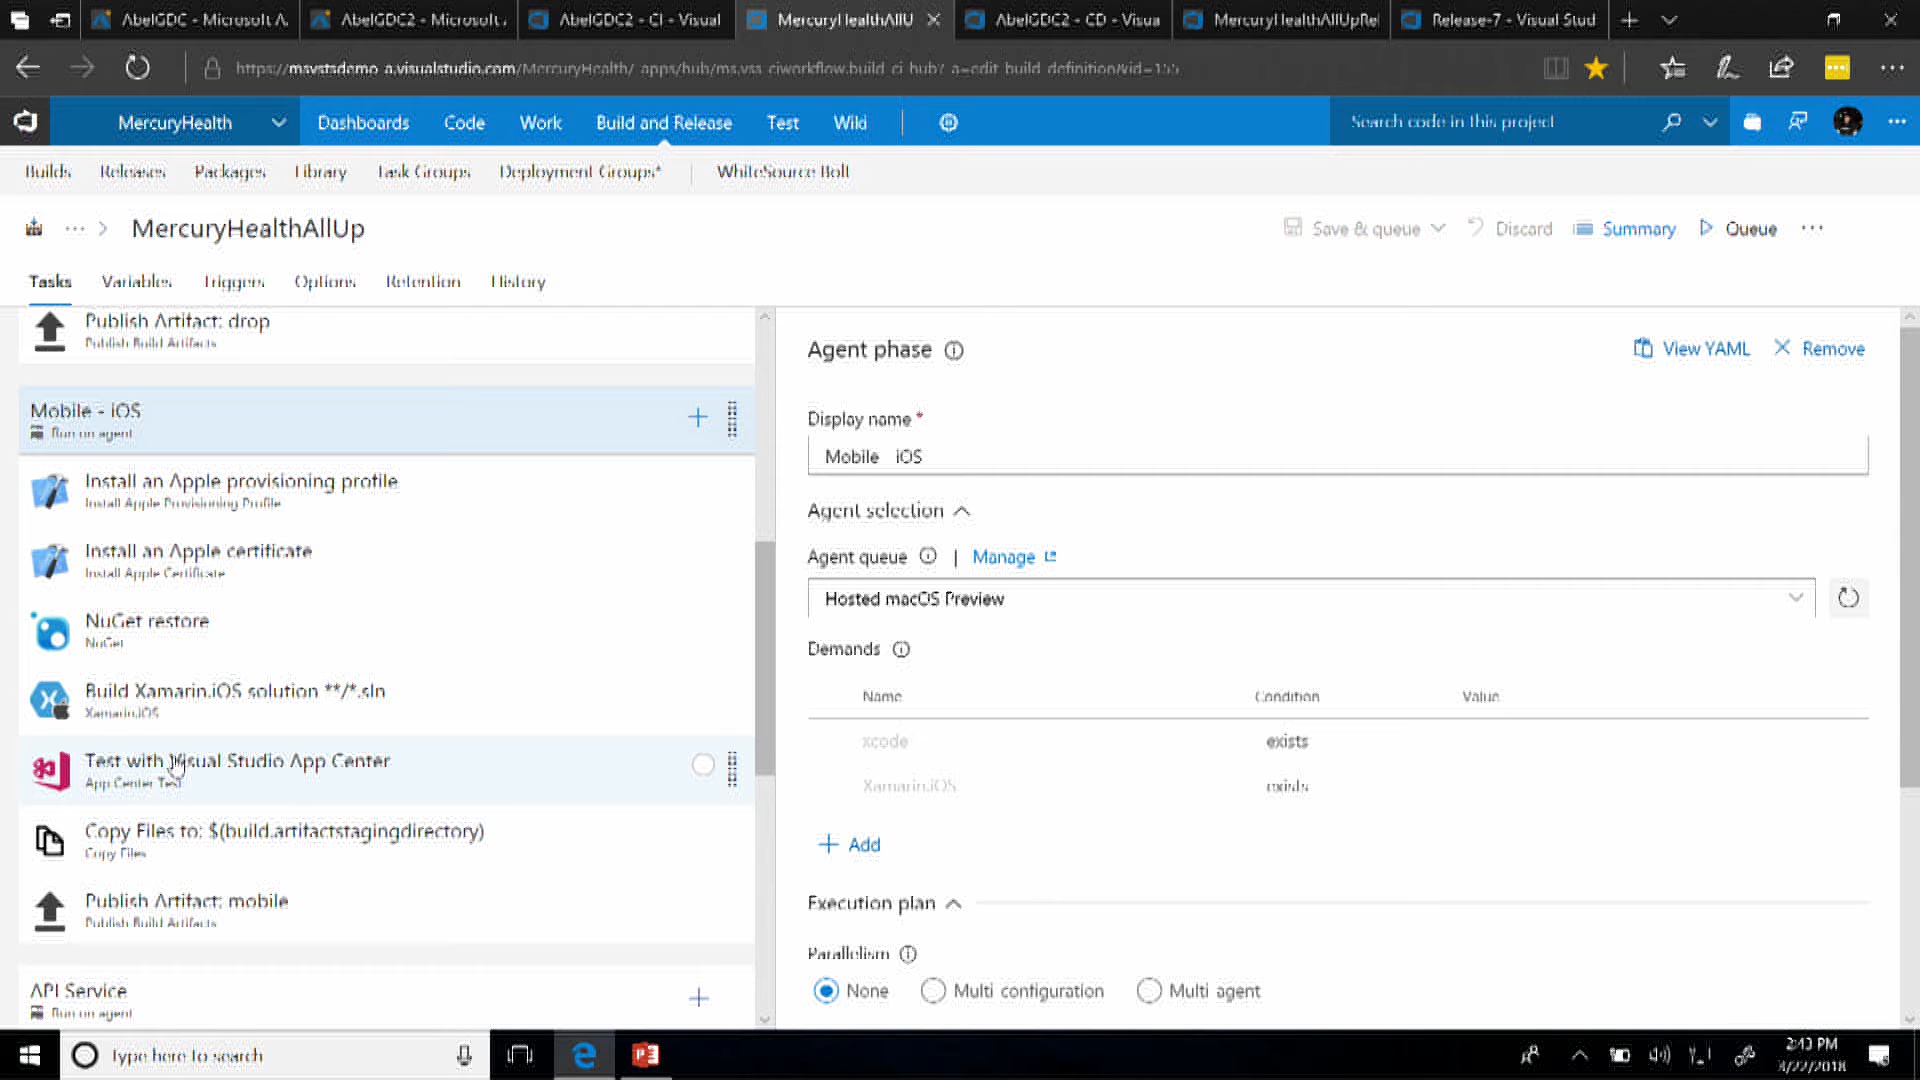 AbelGDC - Microsoft A.
AbelGDC2 - Microsoft.
AbelGDC2 - CI - Visual
MercuryHealthAllU
AbelGDC2 - CD - Visua
MercuryHealthAllUpRel
Release-7 - Visual Stud
MercuryHealth
Dashboards
Code
Work
Build and Release
Test
Wiki
Search code in this project
Builds
Releases
Packages
Library
Task Groups
Deployment Groups*
WhiteSource Bolt
MercuryHealthAllUp
Save & queue
Discard
Summary
Queue
Tasks
Variables
Triggers
Options
Retention
History
Publish Artifact: drop
Publish Build Artifacts
Mobile - iOS
Run on agent
Install an Apple provisioning profile
Install Apple Provisioning Profile
Install an Apple certificate
Install Apple Certificate
NuGet restore
NuGet
Build Xamarin.iOS solution **/*.sln
Xamarin.iOS
Test with Visual Studio App Center
App Center Test
Copy Files to: $(build.artifactstagingdirectory)
Copy Files
Publish Artifact: mobile
Publish Build Artifacts
API Service
Run on agent
Agent phase
View YAML
Remove
Display name *
Mobile iOS
Agent selection
Agent queue
| Manage
Hosted macOS Preview
Demands
Name
Condition
Value
xcode
exists
Xamarin.iOS
exists
Add
Execution plan
Parallelism
None
Multi configuration
Multi agent
Type here to search
2:43 PM
3/22/2018